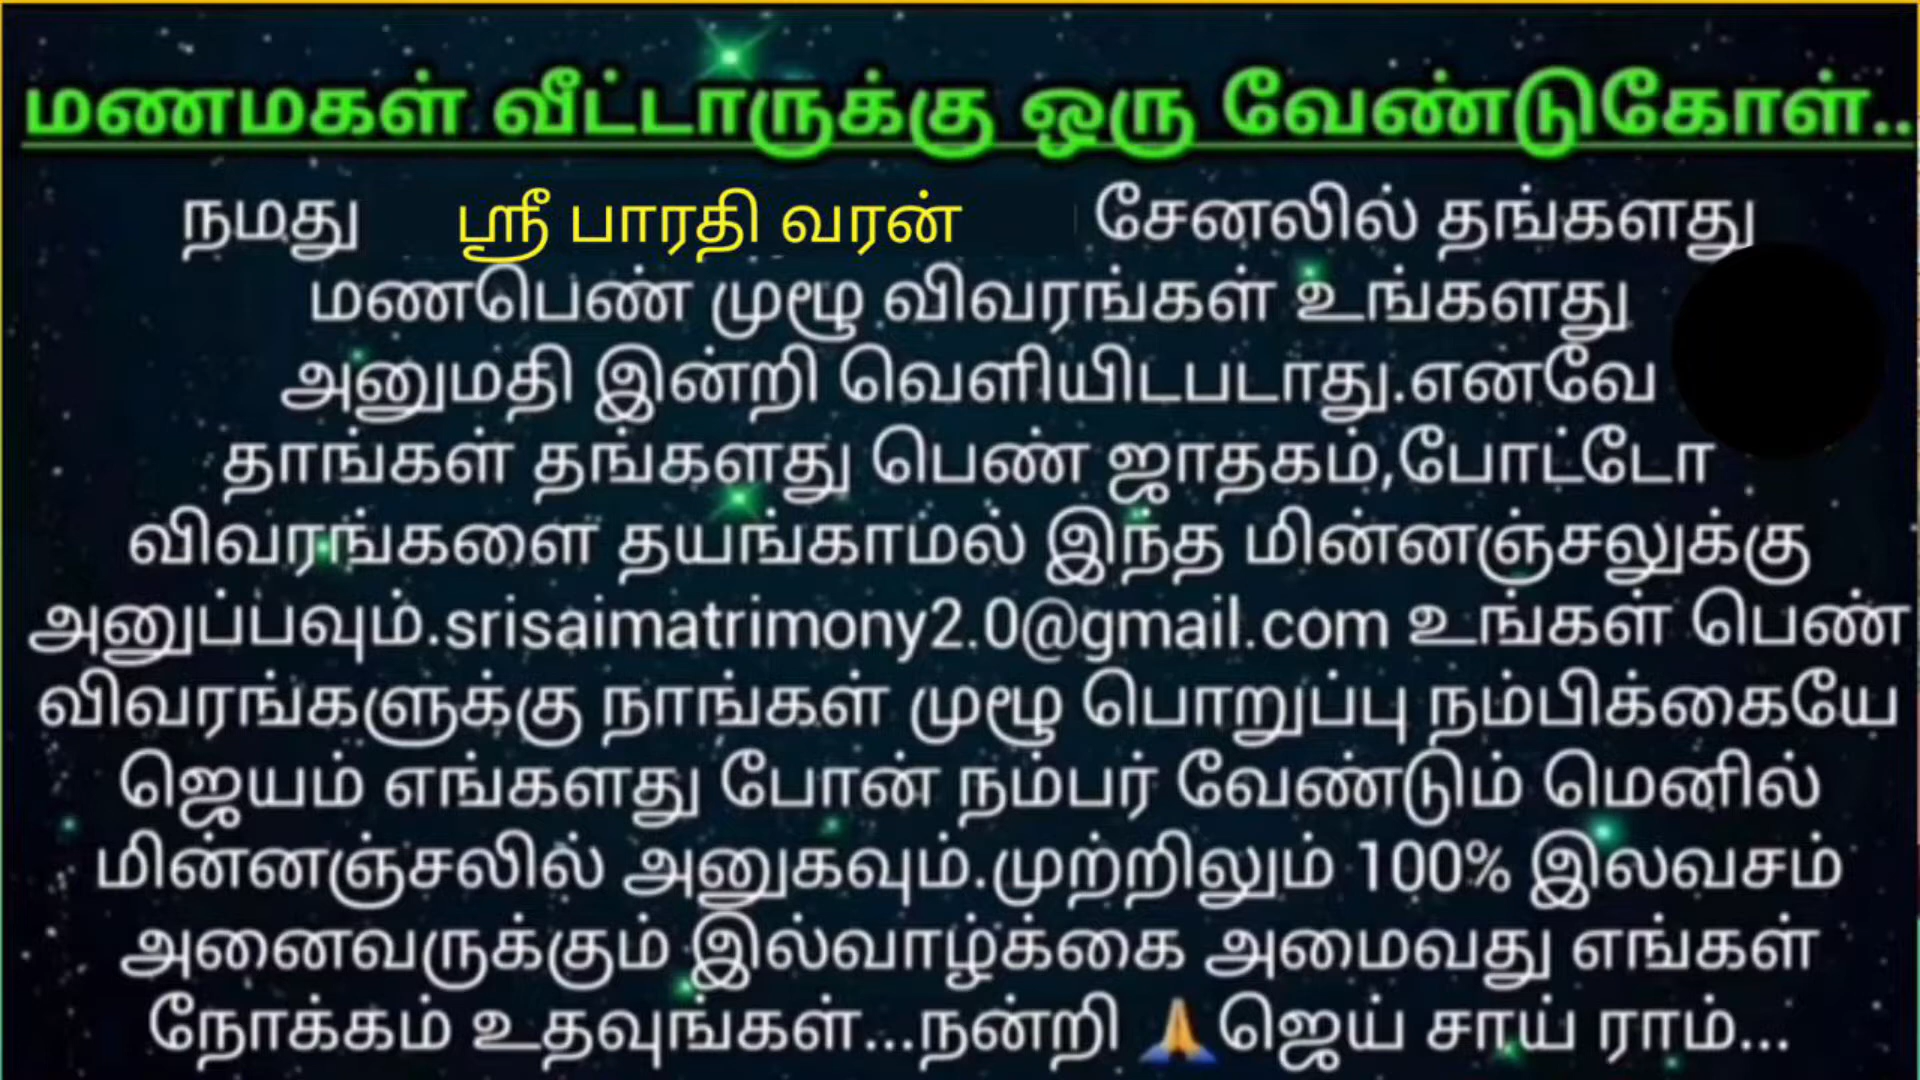 மணமகள் வீட்டாருக்கு ஒரு வேண்டுகோள்..
நமது ஸ்ரீ பாரதி வரன் சேனலில் தங்களது
மணபெண் முழூ விவரங்கள் உங்களது
அனுமதி இன்றி வெளியிடபடாது.எனவே
தாங்கள் தங்களது பெண் ஜாதகம்,போட்டோ
விவரங்களை தயங்காமல் இந்த மின்னஞ்சலுக்கு
அனுப்பவும்.srisaimatrimony2.0@gmail.com உங்கள் பெண்
விவரங்களுக்கு நாங்கள் முழூ பொறுப்பு நம்பிக்கையே
ஜெயம் எங்களது போன் நம்பர் வேண்டும் மெனில்
மின்னஞ்சலில் அனுகவும்.முற்றிலும் 100% இலவசம்
அனைவருக்கும் இல்வாழ்க்கை அமைவது எங்கள்
நோக்கம் உதவுங்கள்...நன்றி 🙏ஜெய் சாய் ராம்...